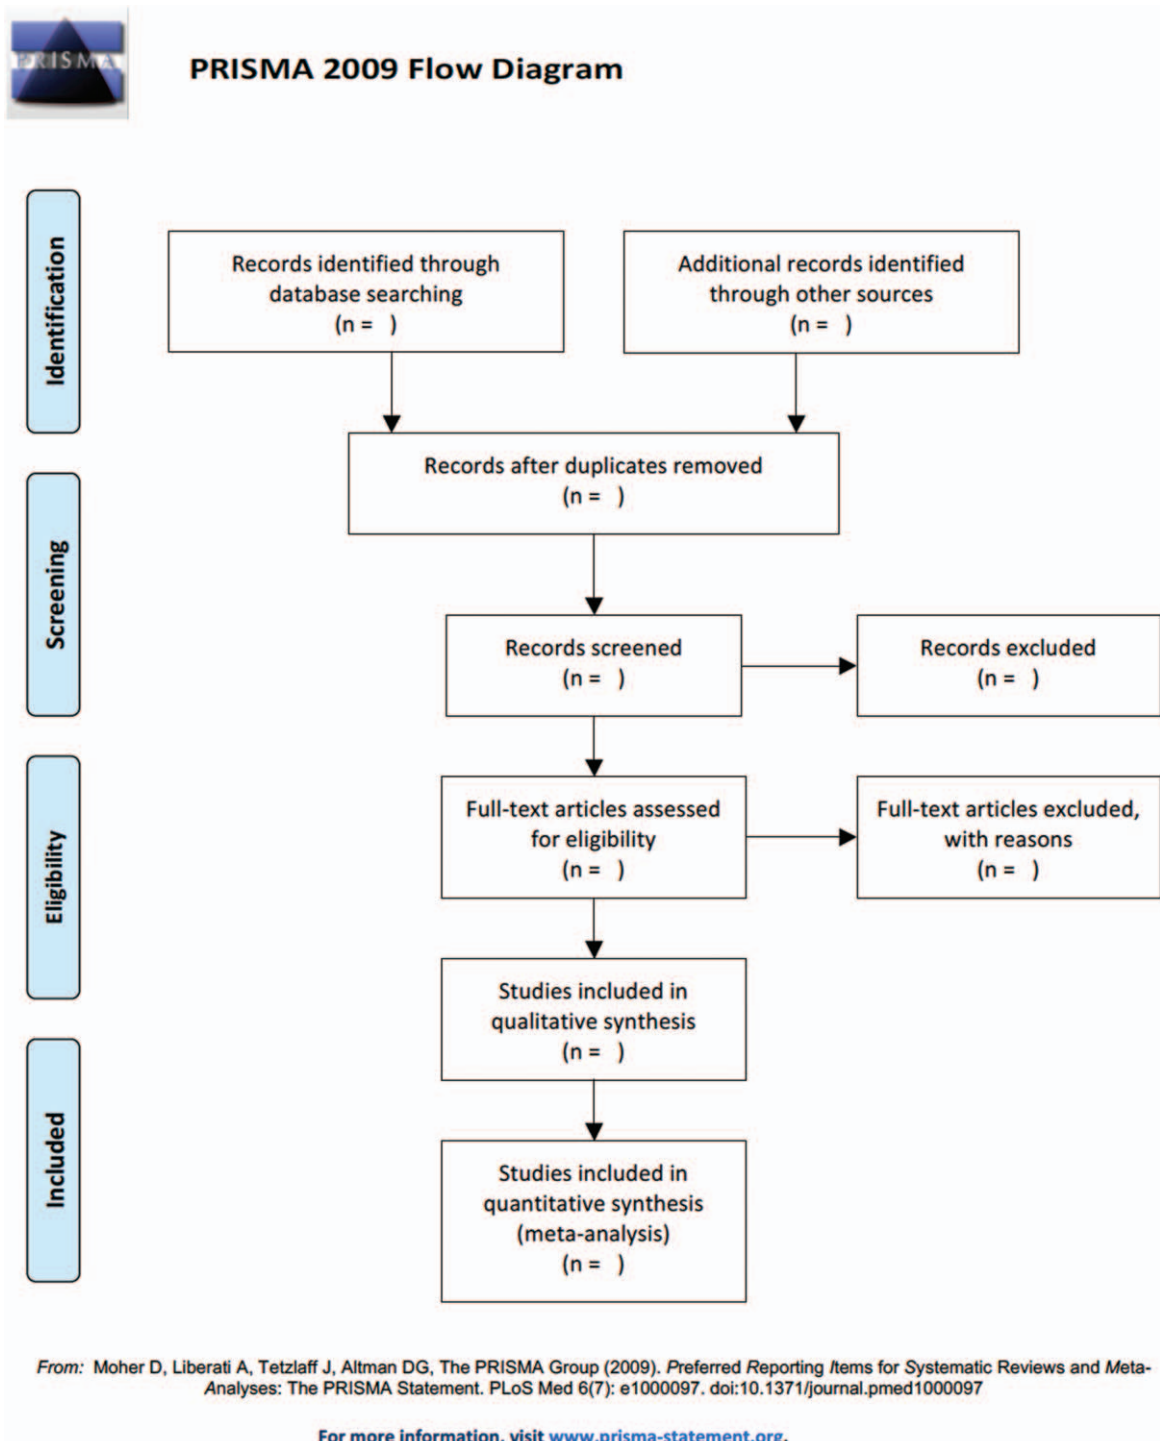 PRISMA
PRISMA 2009 Flow Diagram
Identification
Records identified through
database searching
(n =   )
Additional records identified
through other sources
(n =   )
Records after duplicates removed
(n =   )
Screening
Records screened
(n =   )
Records excluded
(n =   )
Eligibility
Full-text articles assessed
for eligibility
(n =   )
Full-text articles excluded,
with reasons
(n =   )
Studies included in
qualitative synthesis
(n =   )
Included
Studies included in
quantitative synthesis
(meta-analysis)
(n =   )
From: Moher D, Liberati A, Tetzlaff J, Altman DG, The PRISMA Group (2009). Preferred Reporting Items for Systematic Reviews and Meta-
Analyses: The PRISMA Statement. PLoS Med 6(7): e1000097. doi:10.1371/journal.pmed1000097
For more information, visit www.prisma-statement.org.